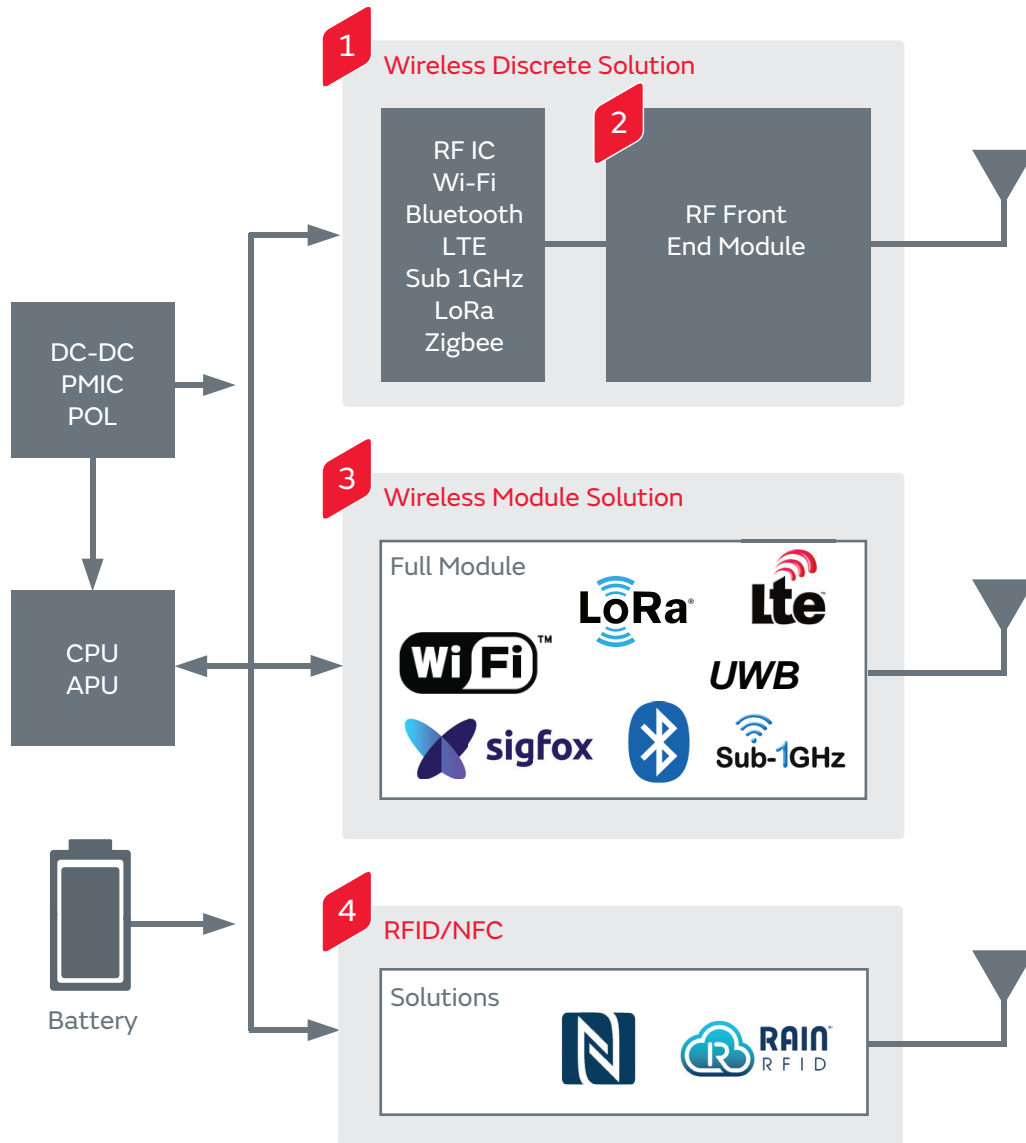 1
Wireless Discrete Solution
RF IC
Wi-Fi
Bluetooth
LTE
Sub 1GHz
LoRa
Zigbee
2
RF Front
End Module
DC-DC
PMIC
POL
CPU
APU
Battery
3
Wireless Module Solution
Full Module
LoRa®
Lte™
WiFi™
UWB
sigfox
Sub-1GHz
4
RFID/NFC
Solutions
N
R
RAIN
RFID